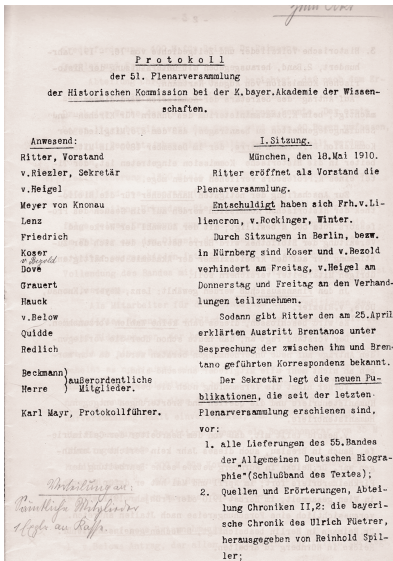 Protokoll
der 51. Plenarversammlung
der Historischen Kommission bei der K.bayer.Akademie der Wissen-
schaften.
Anwesend:
Ritter, Vorstand
v.Riezler, Sekretär
v.Heigel
Meyer von Knonau
Lenz
Friedrich
Koser
v. Bezold
Dove
Grauert
Hauck
v.Below
Quidde
Redlich
Beckmann)
Herre )außerordentliche
Mitglieder.
Karl Mayr, Protokollführer.
Verteilung an:
Sämtliche Mitglieder
I.Sitzung.
München, den 18.Mai 1910.
Ritter eröffnet als Vorstand die
Plenarversammlung.
Entschuldigt haben sich Frh.v.Li-
liencron, v.Rockinger, Winter.
Durch Sitzungen in Berlin, bezw.
in Nürnberg sind Koser und v.Bezold
verhindert am Freitag, v.Heigel am
Donnerstag und Freitag an den Verhand-
lungen teilzunehmen.
Sodann gibt Ritter den am 25.April
erklärten Austritt Brentanos unter
Besprechung der zwischen ihm und Bren-
tano geführten Korrespondenz bekannt.
Der Sekretär legt die neuen Pu-
blikationen, die seit der letzten
Plenarversammlung erschienen sind,
vor:
1. alle Lieferungen des 55.Bandes
der "Allgemeinen Deutschen Biogra-
phie"(Schlußband des Textes);
2. Quellen und Erörterungen, Abtei-
lung Chroniken II,2: die bayeri-
sche Chronik des Ulrich Füetrer,
herausgegeben von Reinhold Spil-
ler;